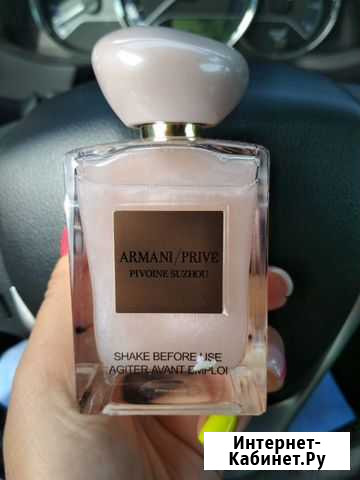 ARMANI/PRIVE
PIVOINE SUZHOU
SHAKE BEFORE USE
AGITER AVANT EMPLOI
Интернет-
Кабинет.Ру